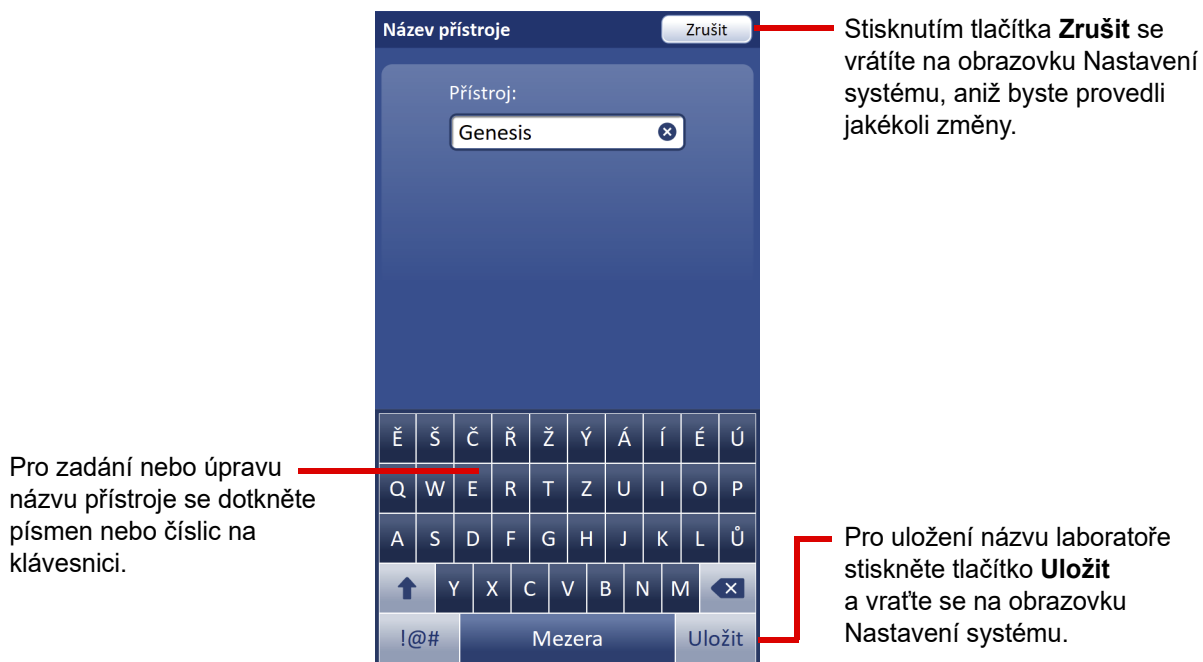 Název přístroje
Zrušit
Stisknutím tlačítka Zrušit se
vrátíte na obrazovku Nastavení
systému, aniž byste provedli
jakékoli změny.
Přístroj:
Genesis
Pro zadání nebo úpravu
názvu přístroje se dotkněte
písmen nebo číslic na
klávesnici.
Ě Š Č Ř Ž Ý Á Í É Ú
Q W E R T Z U I O P
A S D F G H J K L Ů
Y X C V B N M
!@# Mezera Uložit
Pro uložení názvu laboratoře
stiskněte tlačítko Uložit
a vraťte se na obrazovku
Nastavení systému.